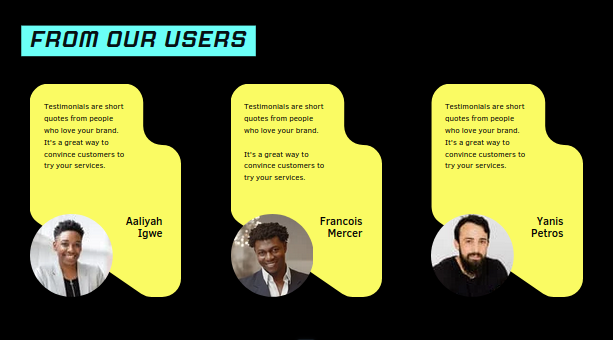 FROM OUR USERS
Testimonials are short
quotes from people
who love your brand.
It's a great way to
convince customers to
try your services.
Aaliyah
Igwe
Testimonials are short
quotes from people
who love your brand.
It's a great way to
convince customers to
try your services.
Francois
Mercer
Testimonials are short
quotes from people
who love your brand.
It's a great way to
convince customers to
try your services.
Yanis
Petros